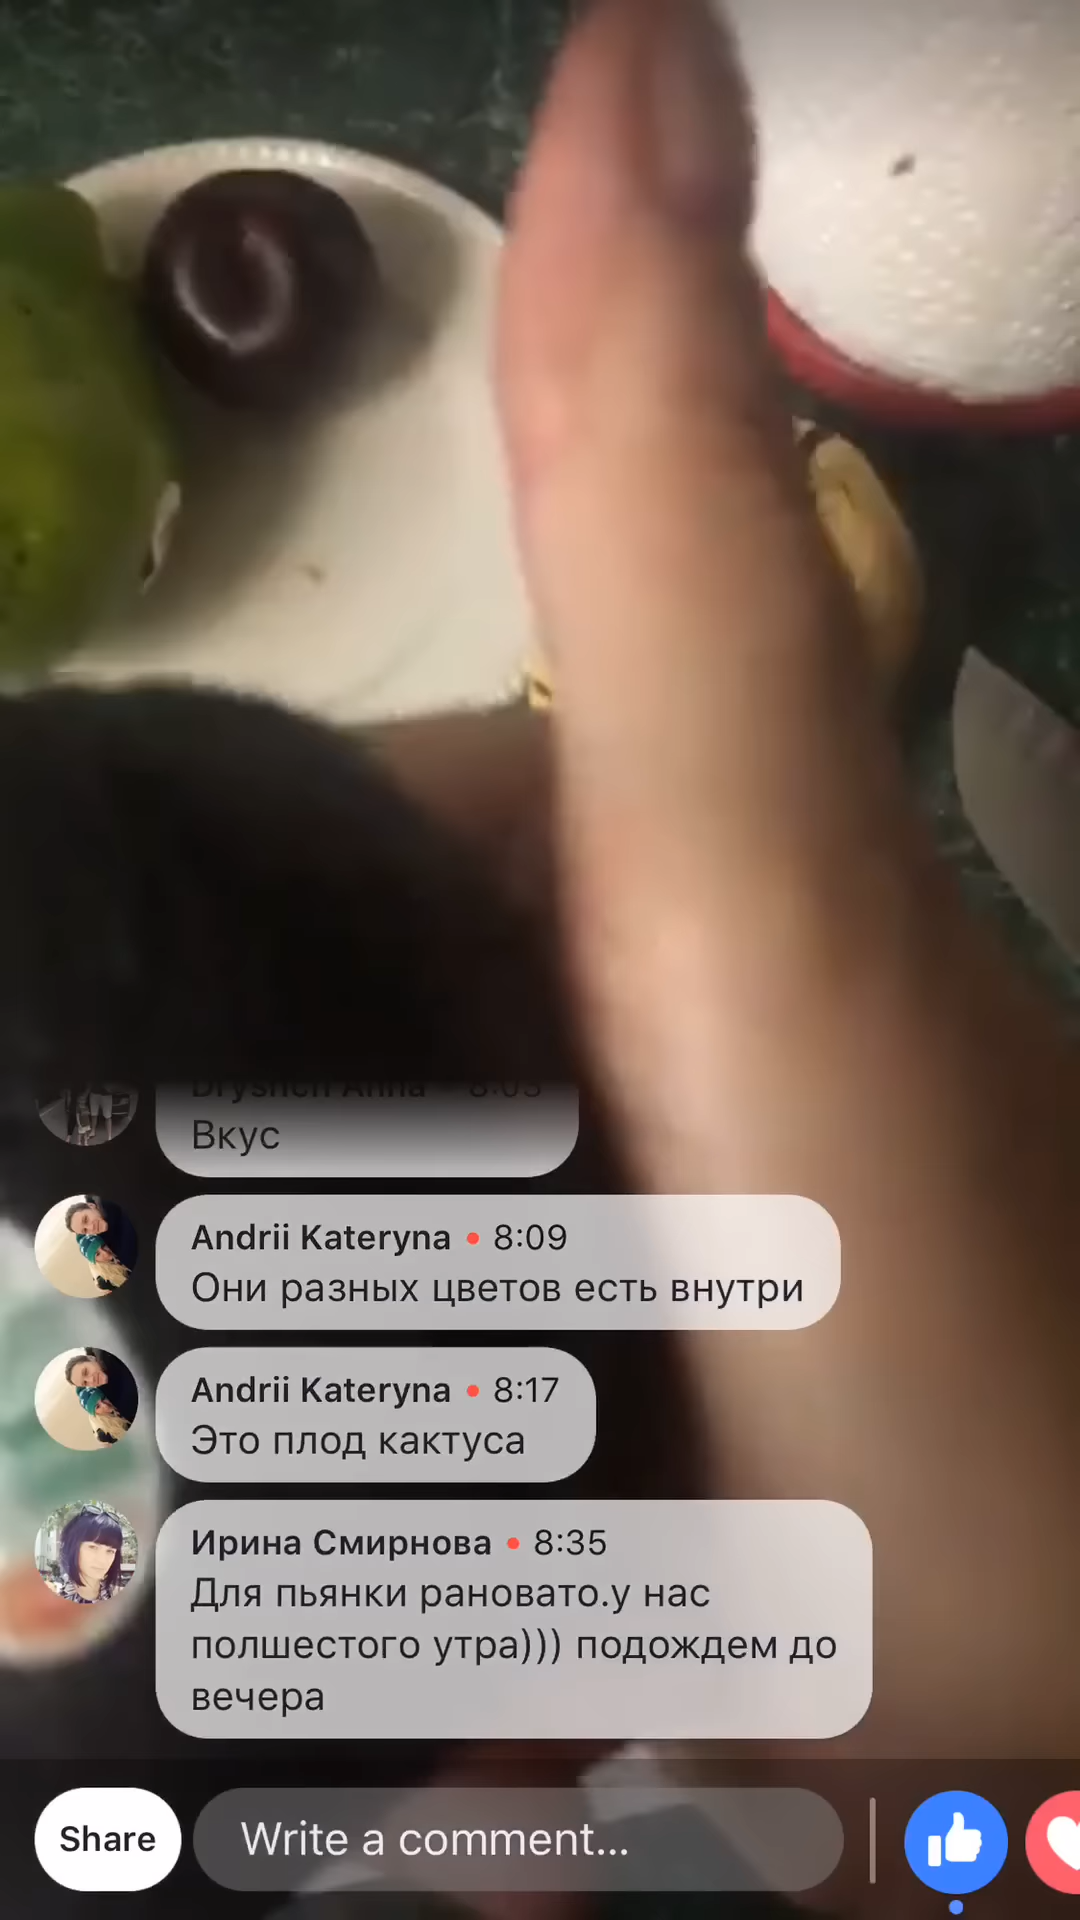 Вкус
Andrii Kateryna • 8:09
Они разных цветов есть внутри
Andrii Kateryna • 8:17
Это плод кактуса
Ирина Смирнова • 8:35
Для пьянки рановато.у нас
полшестого утра))) подождем до
вечера
Share
Write a comment...